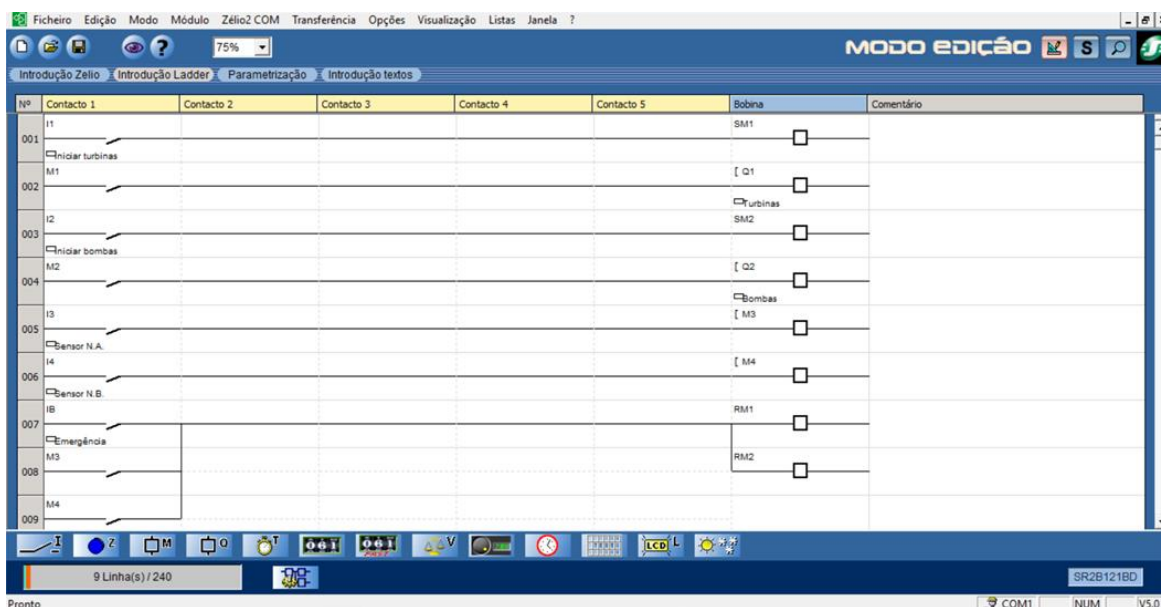 Ficheiro Edição Modo Módulo Zélio2 COM Transferência Opções Visualização Listas Janela ?
75% MODO EDIÇÃO S
Introdução Zelio Introdução Ladder Parametrização Introdução textos
Nº Contacto 1 Contacto 2 Contacto 3 Contacto 4 Contacto 5 Bobina Comentário
I1 SM1
001
Iniciar turbinas
M1 [ Q1
002
Turbinas
I2 SM2
003
Iniciar bombas
M2 [ Q2
004
Bombas
I3 [ M3
005
Sensor N.A.
I4 [ M4
006
Sensor N.B.
IB RM1
007
Emergência
M3 RM2
008
M4
009
I Z M Q T V LCD L
9 Linha(s) / 240 SR2B121BD
Pronto COM1 NUM V5.0